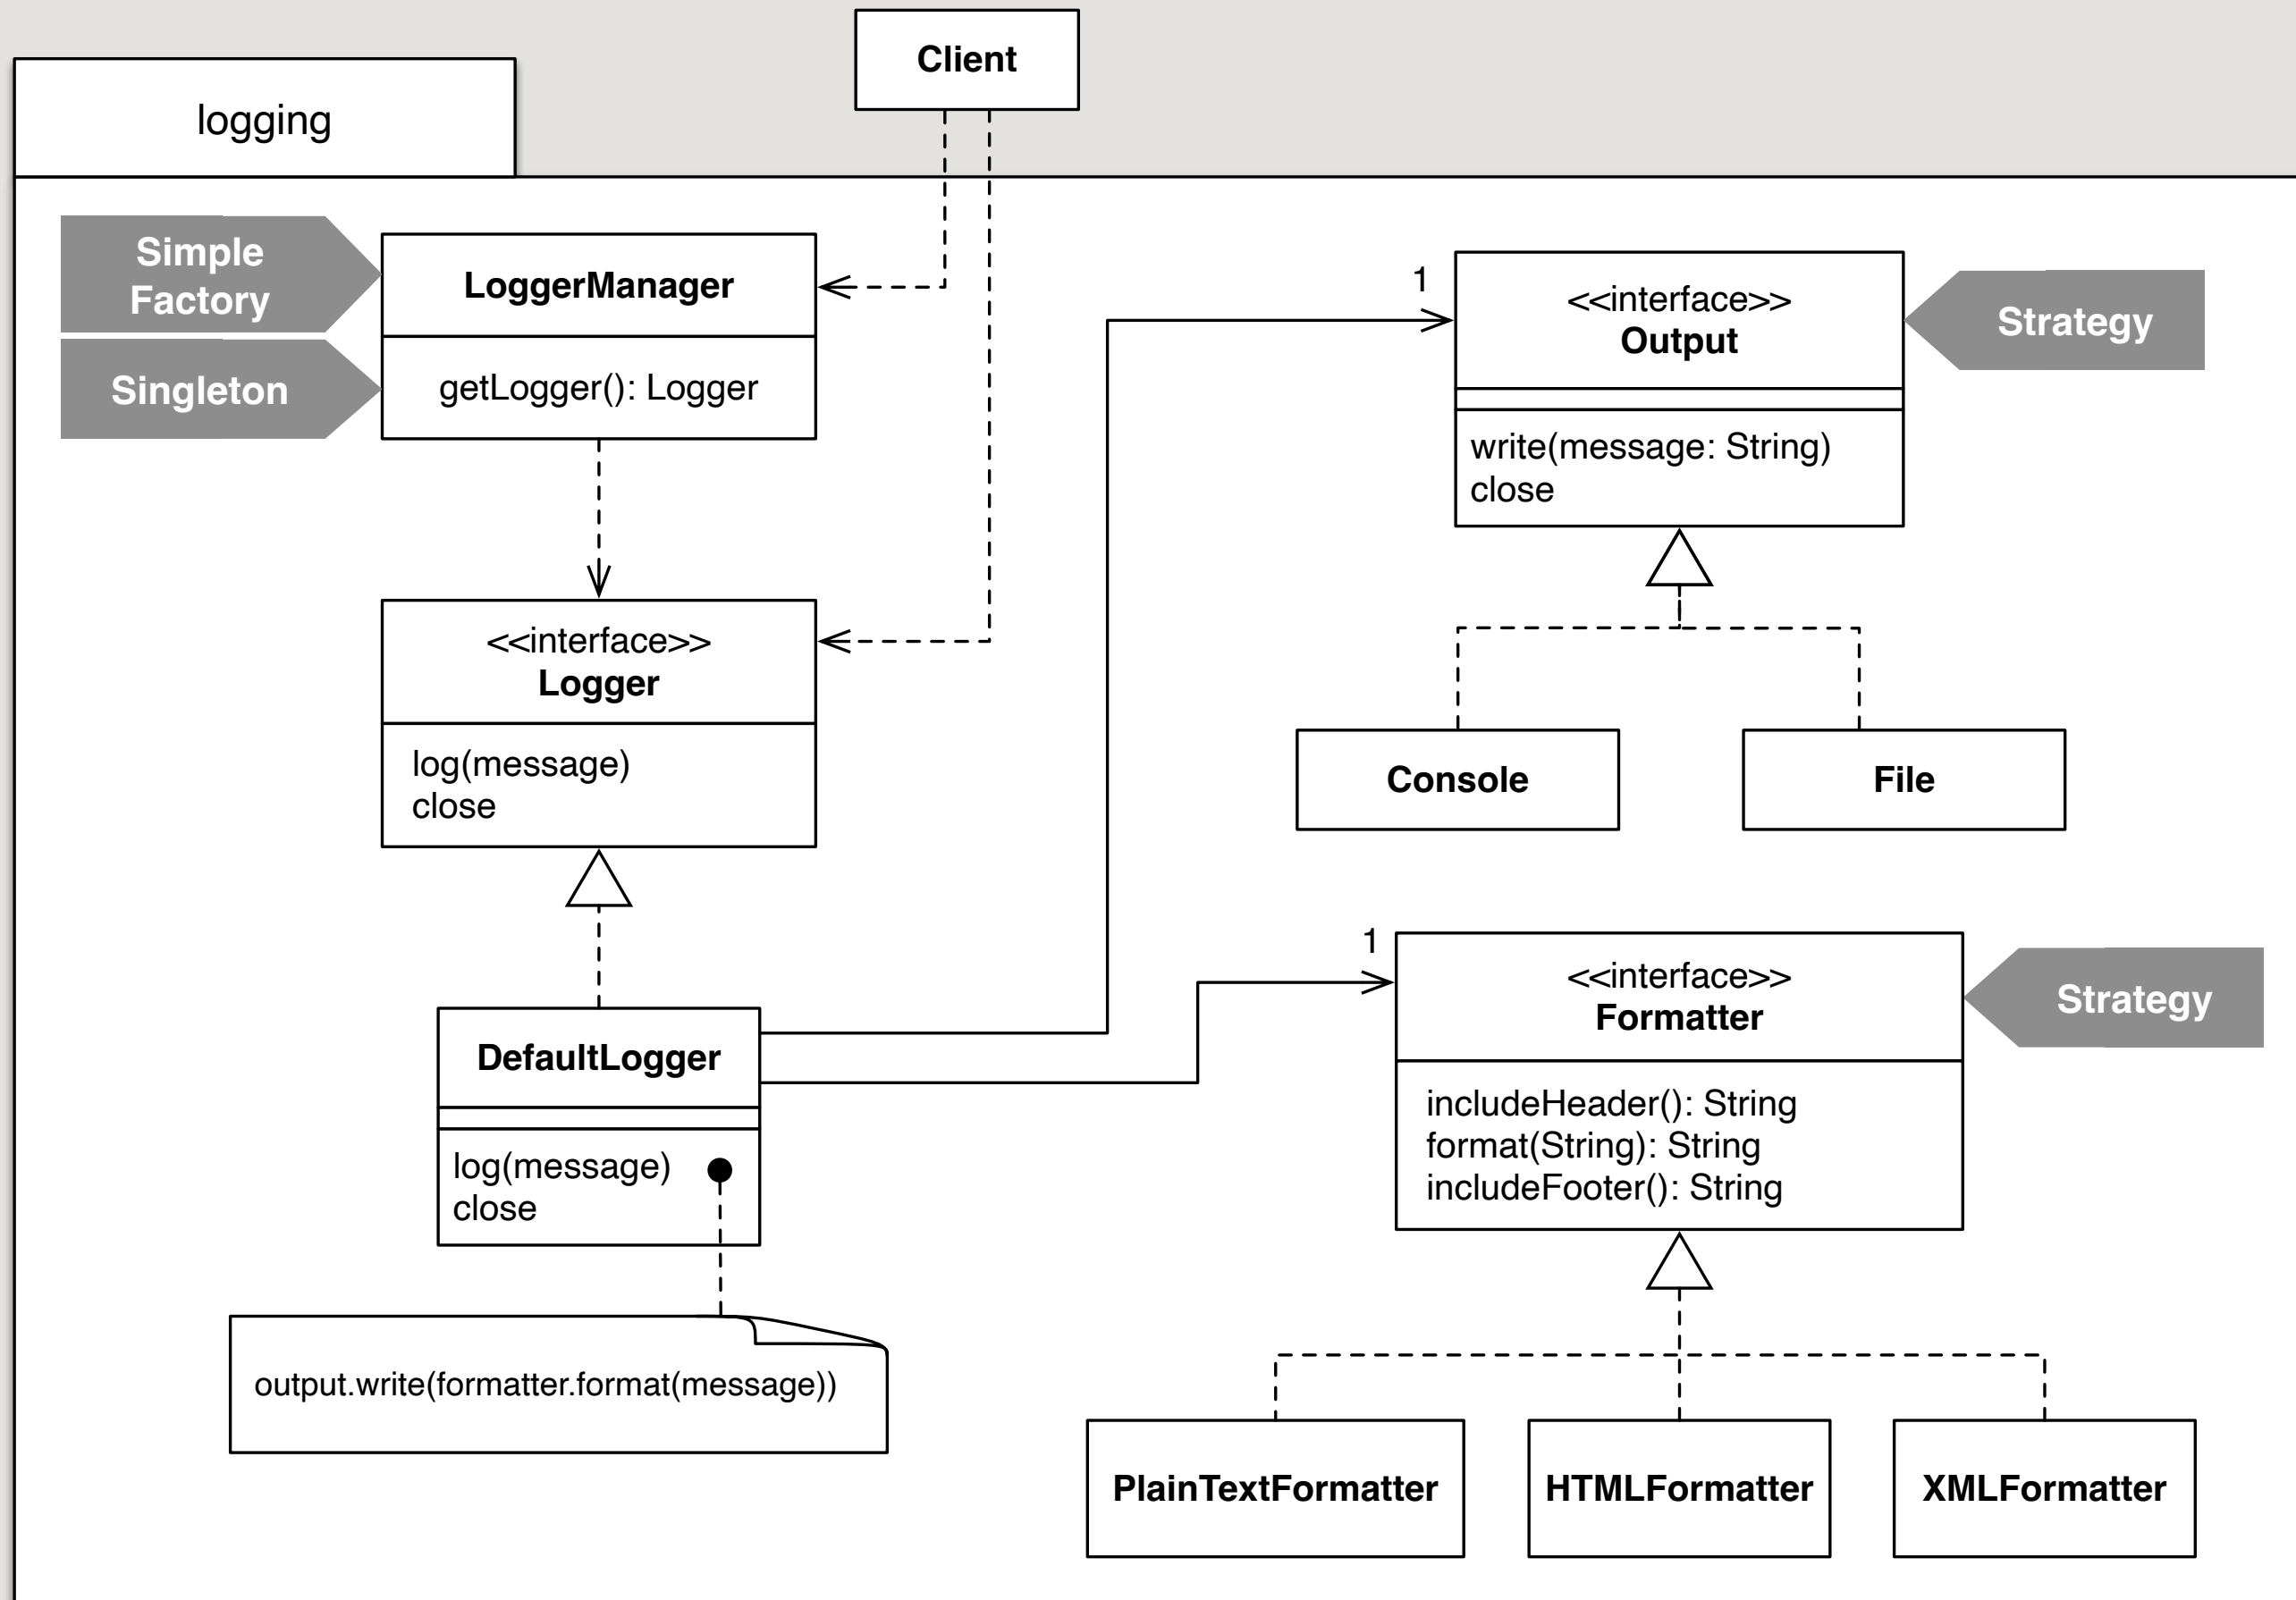 Client
logging
Simple
Factory
Singleton
LoggerManager
getLogger(): Logger
1
<<interface>>
Output
write(message: String)
close
Strategy
<<interface>>
Logger
log(message)
close
Console
File
DefaultLogger
log(message)
close
output.write(formatter.format(message))
1
<<interface>>
Formatter
includeHeader(): String
format(String): String
includeFooter(): String
Strategy
PlainTextFormatter
HTMLFormatter
XMLFormatter